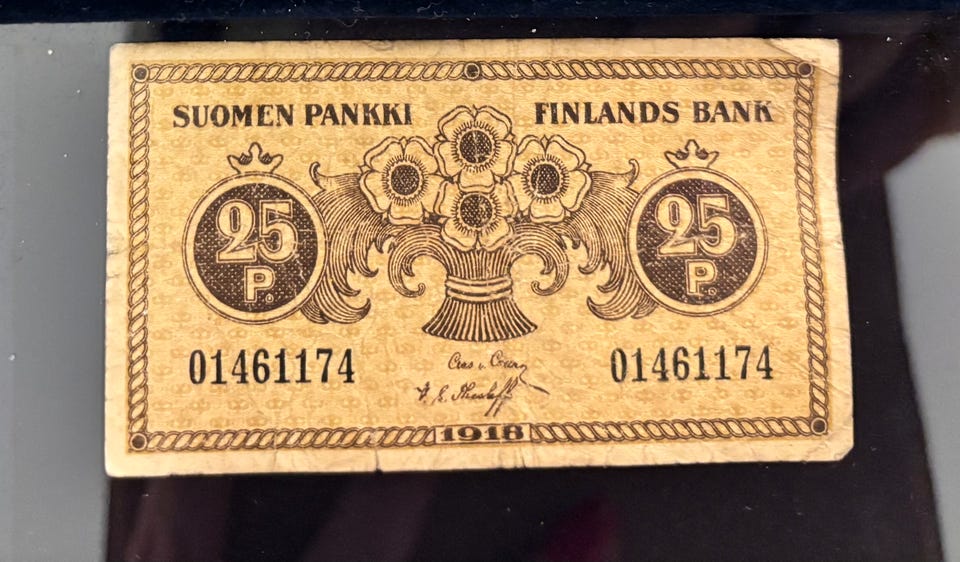 SUOMEN PANKKI FINLANDS BANK
25 P. 25 P.
01461174 01461174
1918